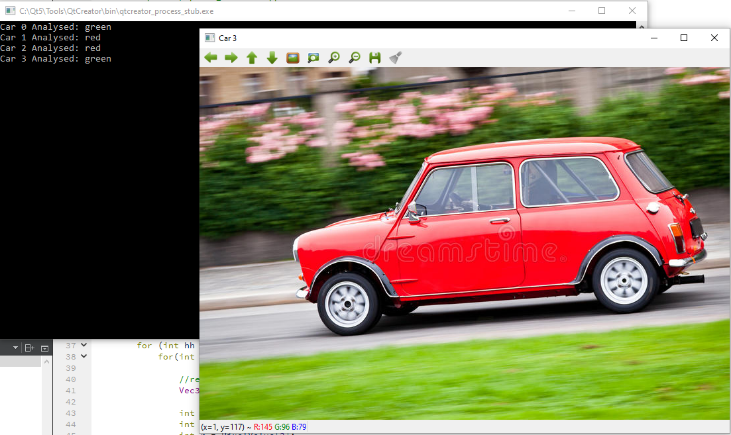 C:\Qt5\Tools\QtCreator\bin\qtcreator_process_stub.exe
Car 0 Analysed: green
Car 1 Analysed: red
Car 2 Analysed: red
Car 3 Analysed: green
Car 3
dreamstime
37 for (int hh
38 for(int
39
40 //re
41 Vec3
42
43 int
44 int
(x=1, y=117) ~ R:145 G:96 B:79